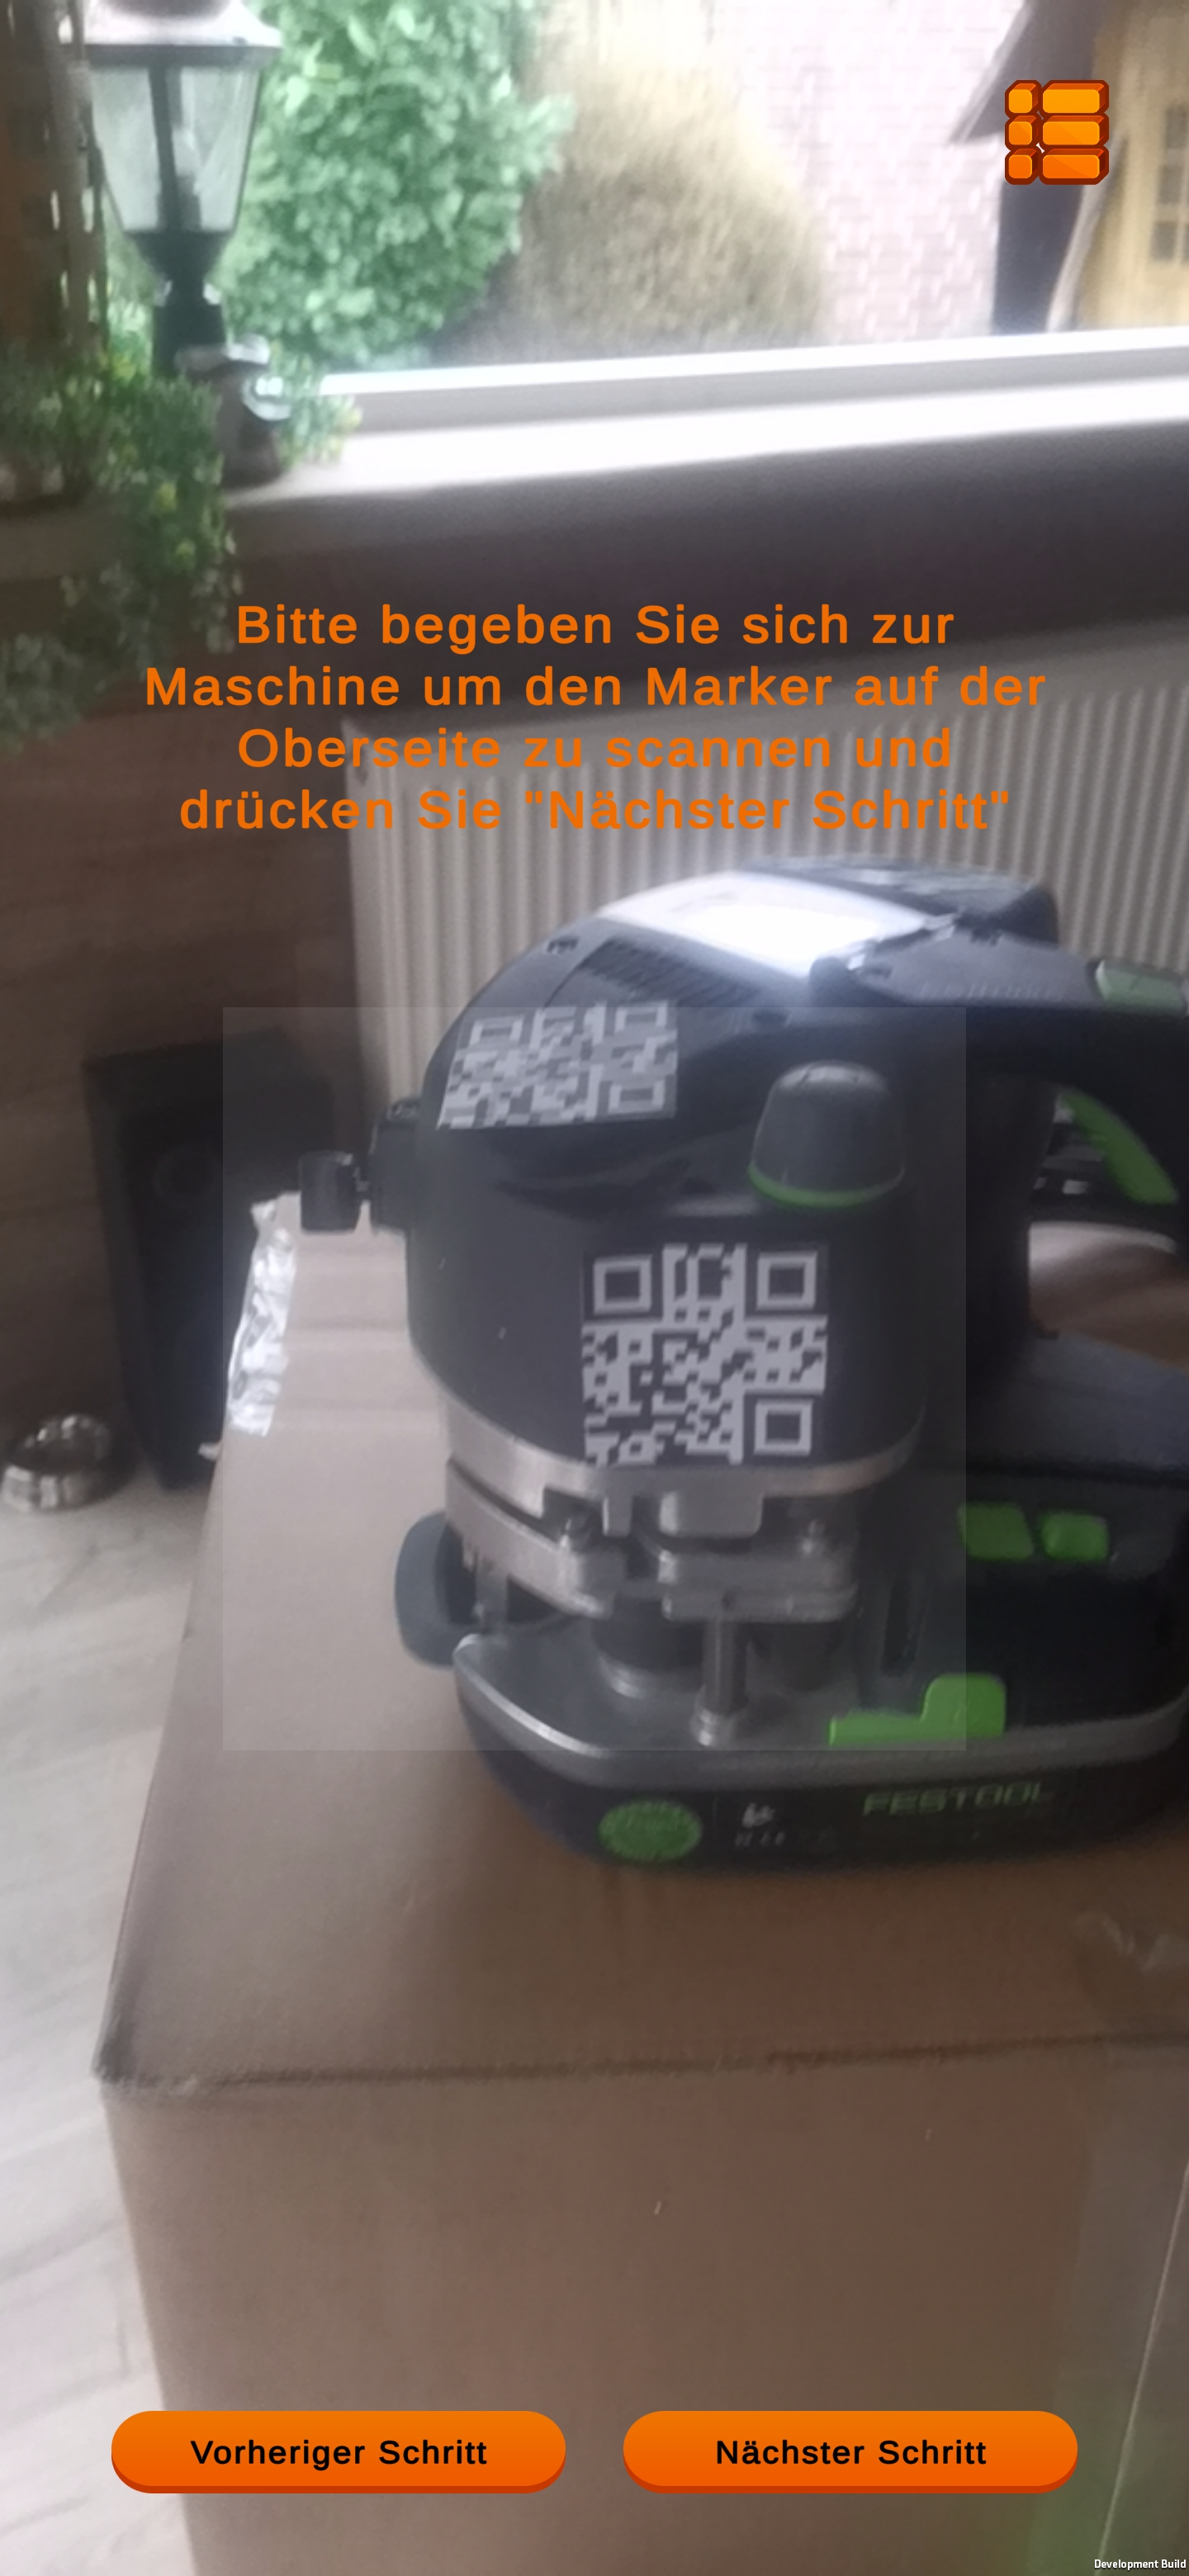 Bitte begeben Sie sich zur
Maschine um den Marker auf der
Oberseite zu scannen und
drücken Sie "Nächster Schritt"
FESTOOL
Vorheriger Schritt
Nächster Schritt
Development Build